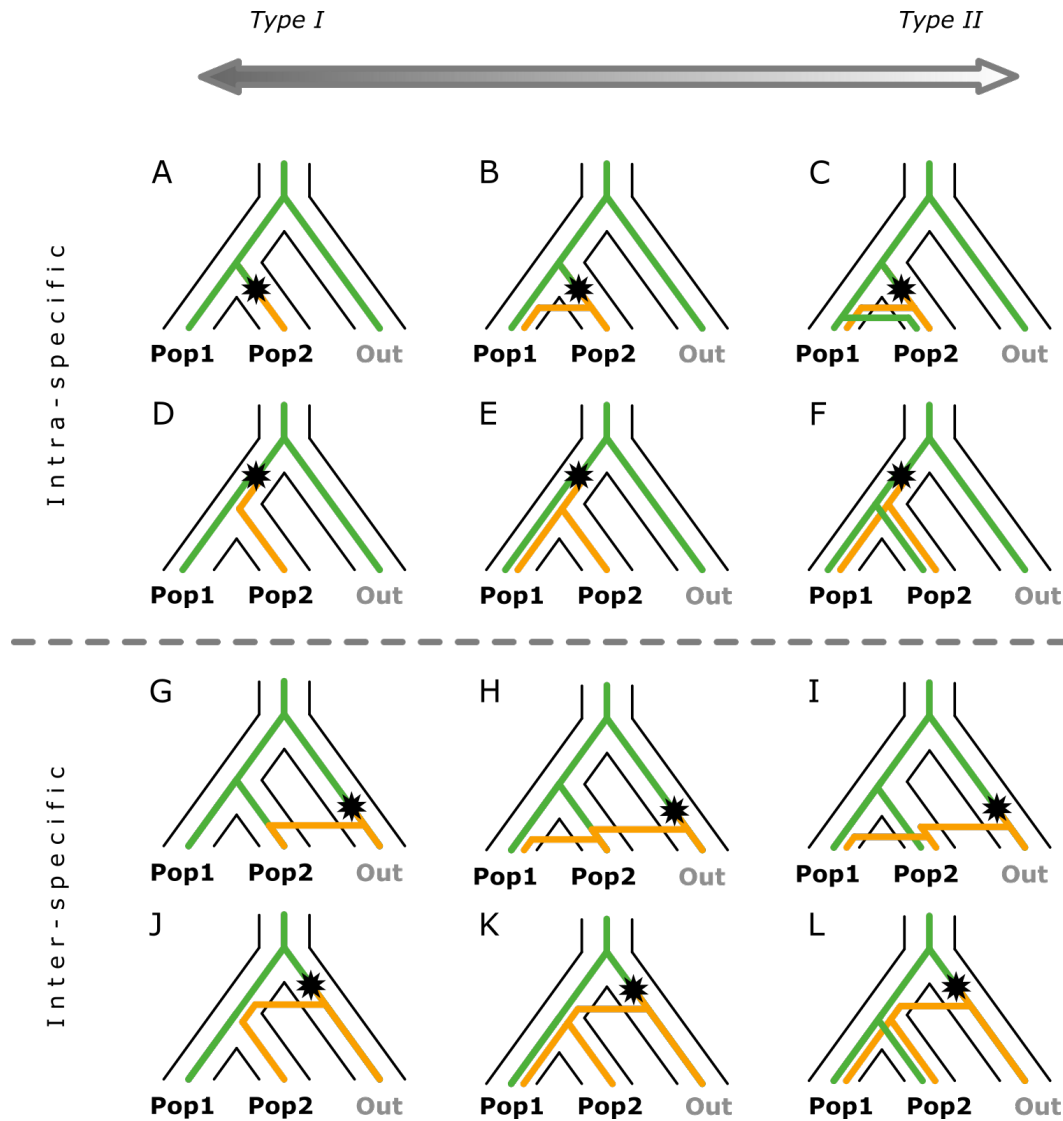 Type I Type II
A B C
Pop1 Pop2 Out Pop1 Pop2 Out Pop1 Pop2 Out
D E F
Pop1 Pop2 Out Pop1 Pop2 Out Pop1 Pop2 Out
Intra-specific
G H I
Pop1 Pop2 Out Pop1 Pop2 Out Pop1 Pop2 Out
J K L
Pop1 Pop2 Out Pop1 Pop2 Out Pop1 Pop2 Out
Inter-specific